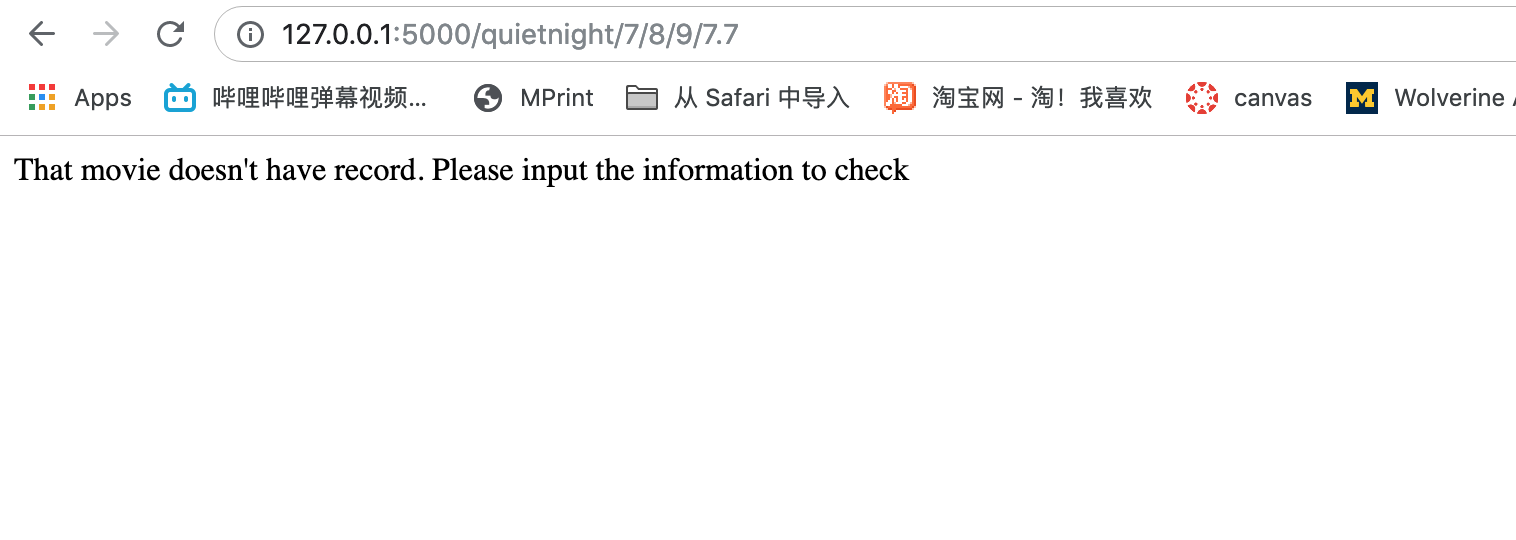 127.0.0.1:5000/quietnight/7/8/9/7.7
Apps 哔哩哔哩弹幕视频... MPrint 从 Safari 中导入 淘 淘宝网 - 淘！我喜欢 canvas M Wolverine
That movie doesn't have record. Please input the information to check